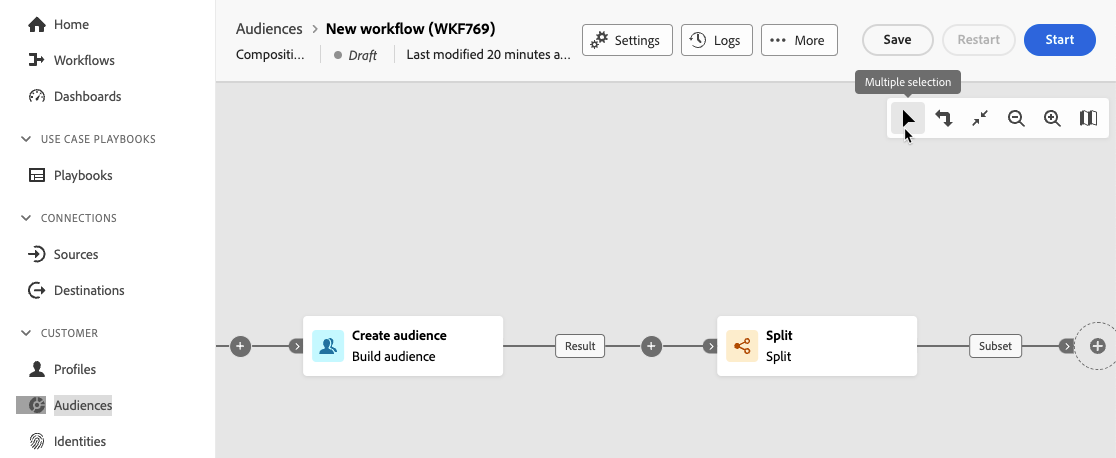 Home
Workflows
Dashboards
USE CASE PLAYBOOKS
Playbooks
CONNECTIONS
Sources
Destinations
CUSTOMER
Profiles
Audiences
Identities
Audiences > New workflow (WKF769)
Compositi... Draft Last modified 20 minutes a...
Settings
Logs
More
Save
Restart
Start
Multiple selection
Create audience
Build audience
Result
Split
Split
Subset